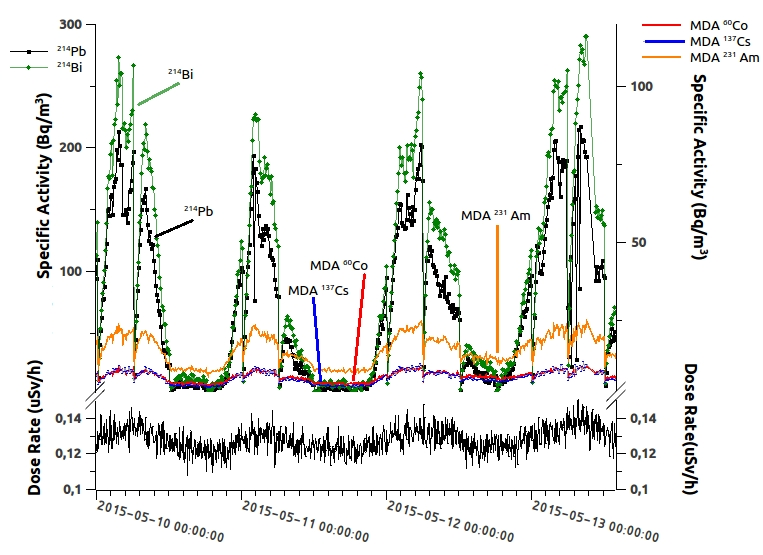 300
200
100
Specific Activity (Bq/m³)
²¹⁴Pb
²¹⁴Bi
²¹⁴Bi
²¹⁴Pb
MDA ¹³⁷Cs
MDA ⁶⁰Co
MDA ²³¹ Am
MDA ⁶⁰Co
MDA ¹³⁷Cs
MDA ²³¹ Am
100
50
Specific Activity (Bq/m³)
Dose Rate (uSv/h)
0,14
0,12
0,1
0,14
0,12
0,1
Dose Rate(uSv/h)
2015-05-10 00:00:00
2015-05-11 00:00:00
2015-05-12 00:00:00
2015-05-13 00:00:00